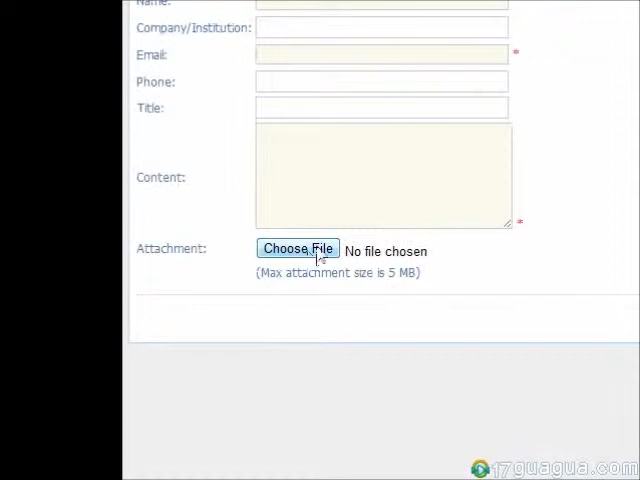 Name:
Company/Institution:
Email: *
Phone:
Title:
Content: *
Attachment: Choose File No file chosen
(Max attachment size is 5 MB)
17guagua.com